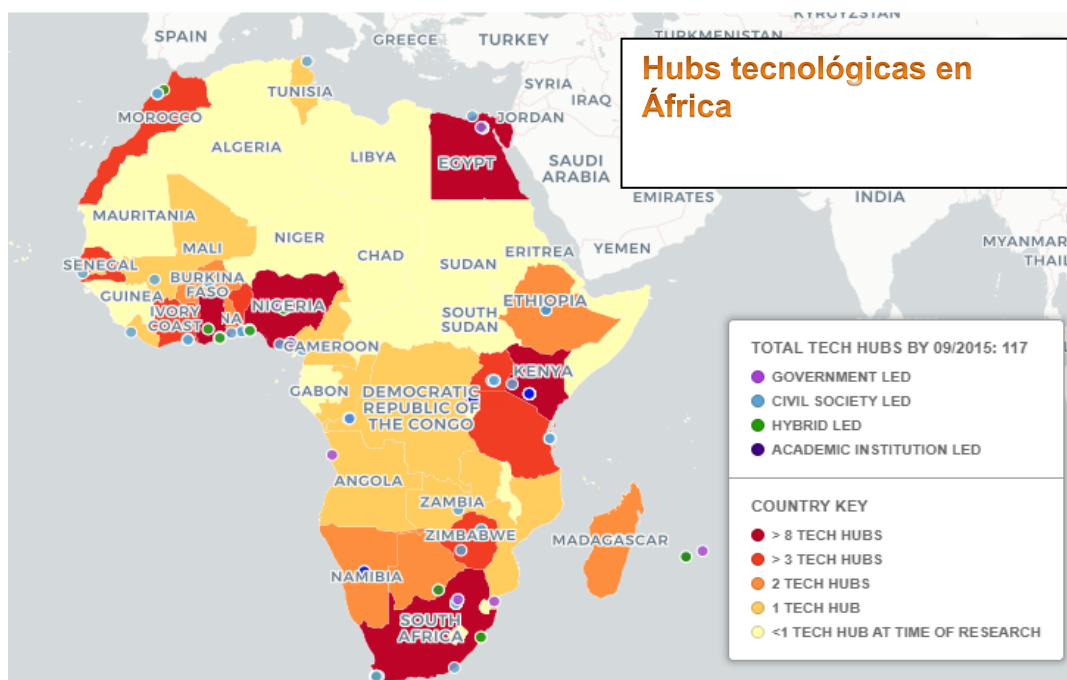 SPAIN
GREECE
TURKEY
KYRGYZSTAN
TURKMENISTAN
Hubs tecnológicas en
África
SYRIA
IRAQ
TUNISIA
MOROCCO
JORDAN
ALGERIA
LIBYA
EGYPT
SAUDI
ARABIA
EMIRATES
INDIA
MAURITANIA
MALI
NIGER
CHAD
SUDAN
ERITREA
YEMEN
MYANMAR
THAIL
SENEGAL
BURKINA
FASO
GUINEA
NIGERIA
IVORY
COAST
NA
ETHIOPIA
SOUTH
SUDAN
CAMEROON
GABON
DEMOCRATIC
REPUBLIC OF
THE CONGO
KENYA
ANGOLA
ZAMBIA
ZIMBABWE
MADAGASCAR
NAMIBIA
SOUTH
AFRICA
TOTAL TECH HUBS BY 09/2015: 117
GOVERNMENT LED
CIVIL SOCIETY LED
HYBRID LED
ACADEMIC INSTITUTION LED
COUNTRY KEY
> 8 TECH HUBS
> 3 TECH HUBS
2 TECH HUBS
1 TECH HUB
<1 TECH HUB AT TIME OF RESEARCH